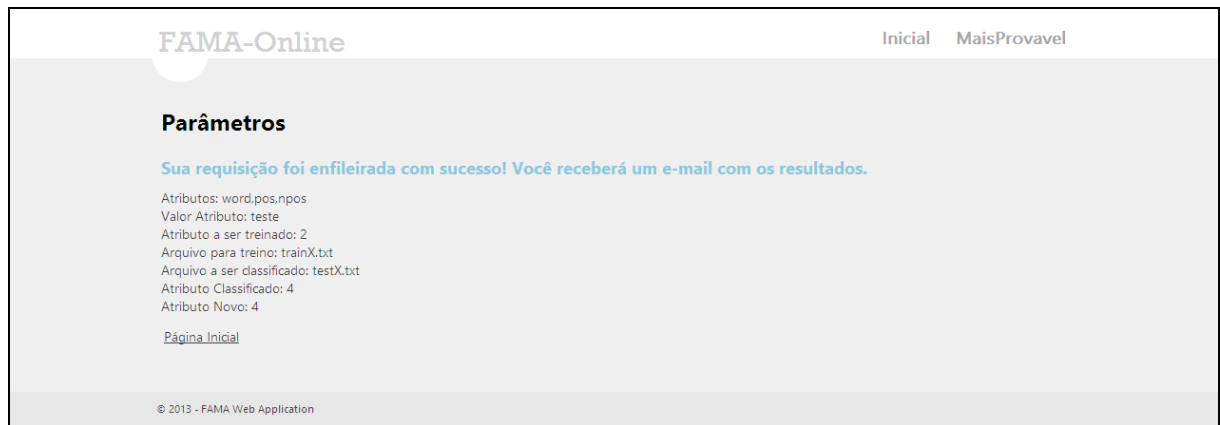 FAMA-Online
Inicial MaisProvavel
Parâmetros
Sua requisição foi enfileirada com sucesso! Você receberá um e-mail com os resultados.
Atributos: word,pos,npos
Valor Atributo: teste
Atributo a ser treinado: 2
Arquivo para treino: trainX.txt
Arquivo a ser classificado: testX.txt
Atributo Classificado: 4
Atributo Novo: 4
Página Inicial
© 2013 - FAMA Web Application